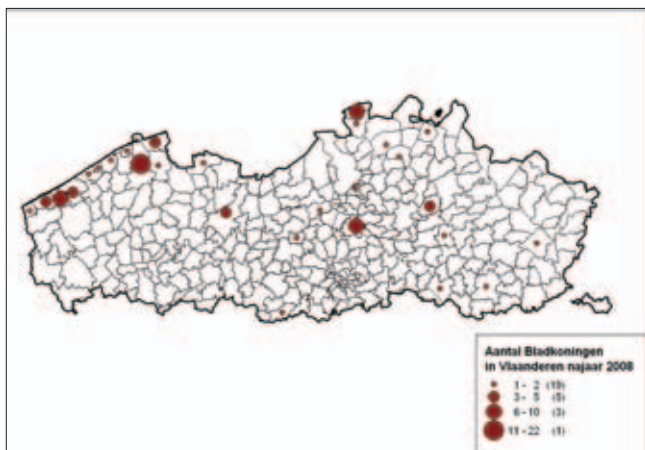 Aantal Bladkoningen
in Vlaanderen najaar 2008
1 - 2 (19)
3 - 5 (5)
6 - 10 (3)
11 - 22 (1)